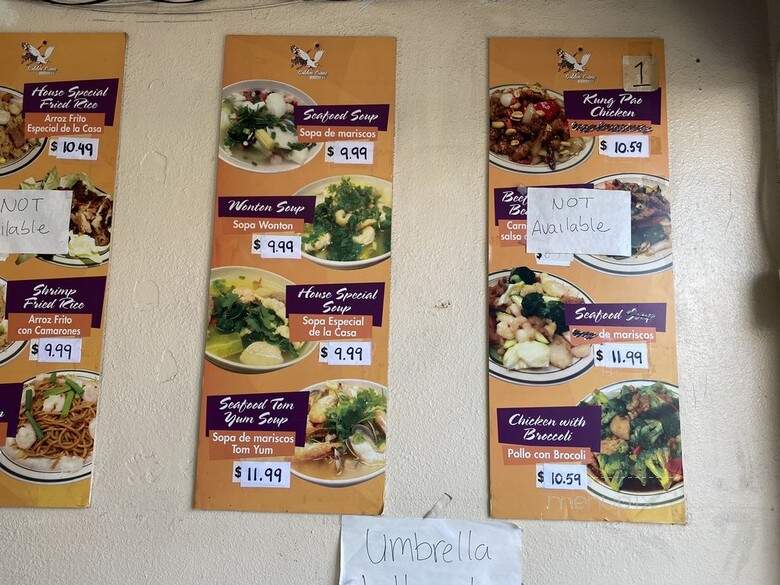 House Special
Fried Rice
Arroz Frito
Especial de la Casa
$ 10.49
NOT
Shrimp
Fried Rice
Arroz Frito
con Camarones
$ 9.99
Seafood Soup
Sopa de mariscos
$ 9.99
Wonton Soup
Sopa Wonton
$ 9.99
House Special
Soup
Sopa Especial
de la Casa
$ 9.99
Seafood Tom
Yum Soup
Sopa de mariscos
Tom Yum
$ 11.99
1
Kung Pao
Chicken
$ 10.59
NOT
Available
salsa
Seafood
de mariscos
$ 11.99
Chicken with
Broccoli
Pollo con Brocoli
$ 10.59
Umbrella